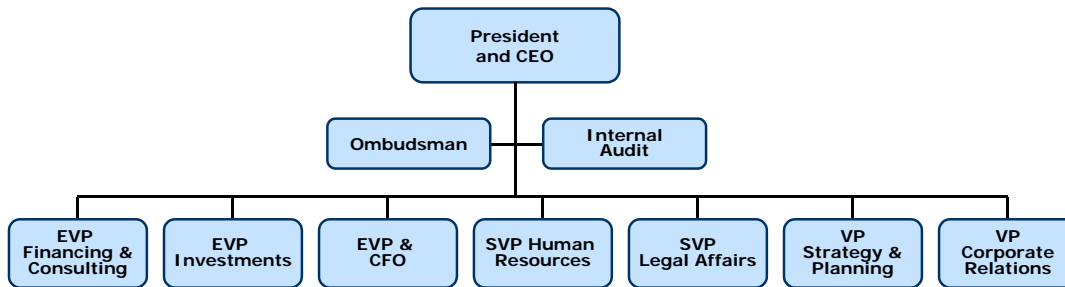 President
and CEO
Ombudsman
Internal
Audit
EVP
Financing &
Consulting
EVP
Investments
EVP &
CFO
SVP Human
Resources
SVP
Legal Affairs
VP
Strategy &
Planning
VP
Corporate
Relations